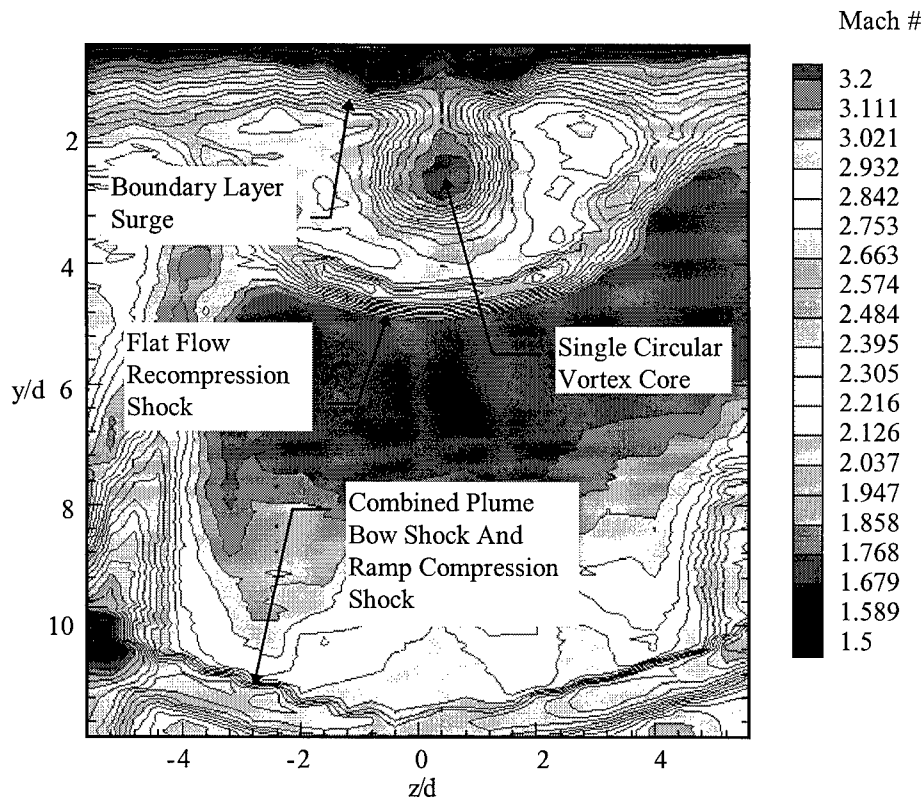 Mach #
3.2
3.111
3.021
2.932
2.842
2.753
2.663
2.574
2.484
2.395
2.305
2.216
2.126
2.037
1.947
1.858
1.768
1.679
1.589
1.5
2
4
y/d 6
8
10
Boundary Layer
Surge
Flat Flow
Recompression
Shock
Single Circular
Vortex Core
Combined Plume
Bow Shock And
Ramp Compression
Shock
-4 -2 0 2 4
z/d